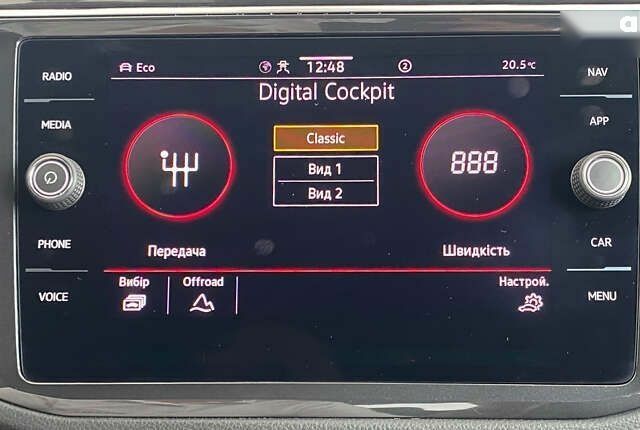 RADIO
MEDIA
PHONE
VOICE
Eco
12:48
2
20.5°C
Digital Cockpit
Classic
Вид 1
Вид 2
888
Передача
Швидкість
Вибір
Offroad
Настрой.
NAV
APP
CAR
MENU